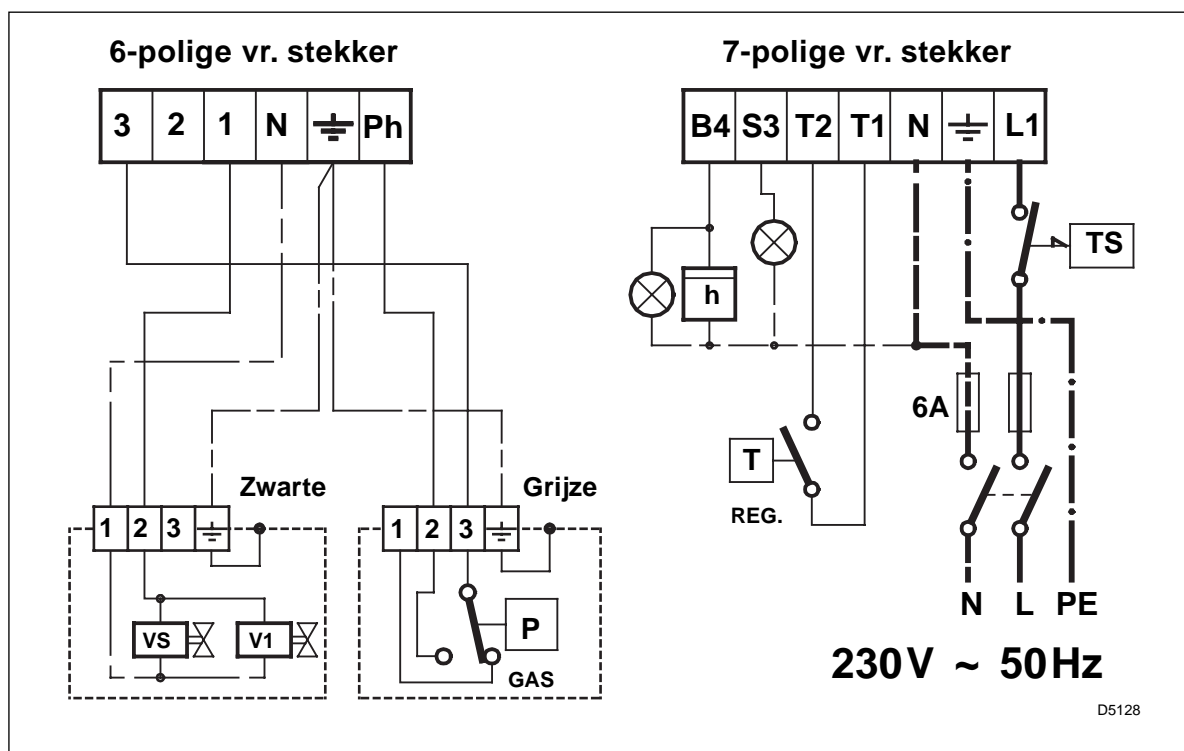 6-polige vr. stekker
3 2 1 N Ph
7-polige vr. stekker
B4 S3 T2 T1 N L1
TS
h
6A
T
REG.
Zwarte
1 2 3
VS V1
Grijze
1 2 3
P
GAS
N L PE
230V ~ 50Hz
D5128